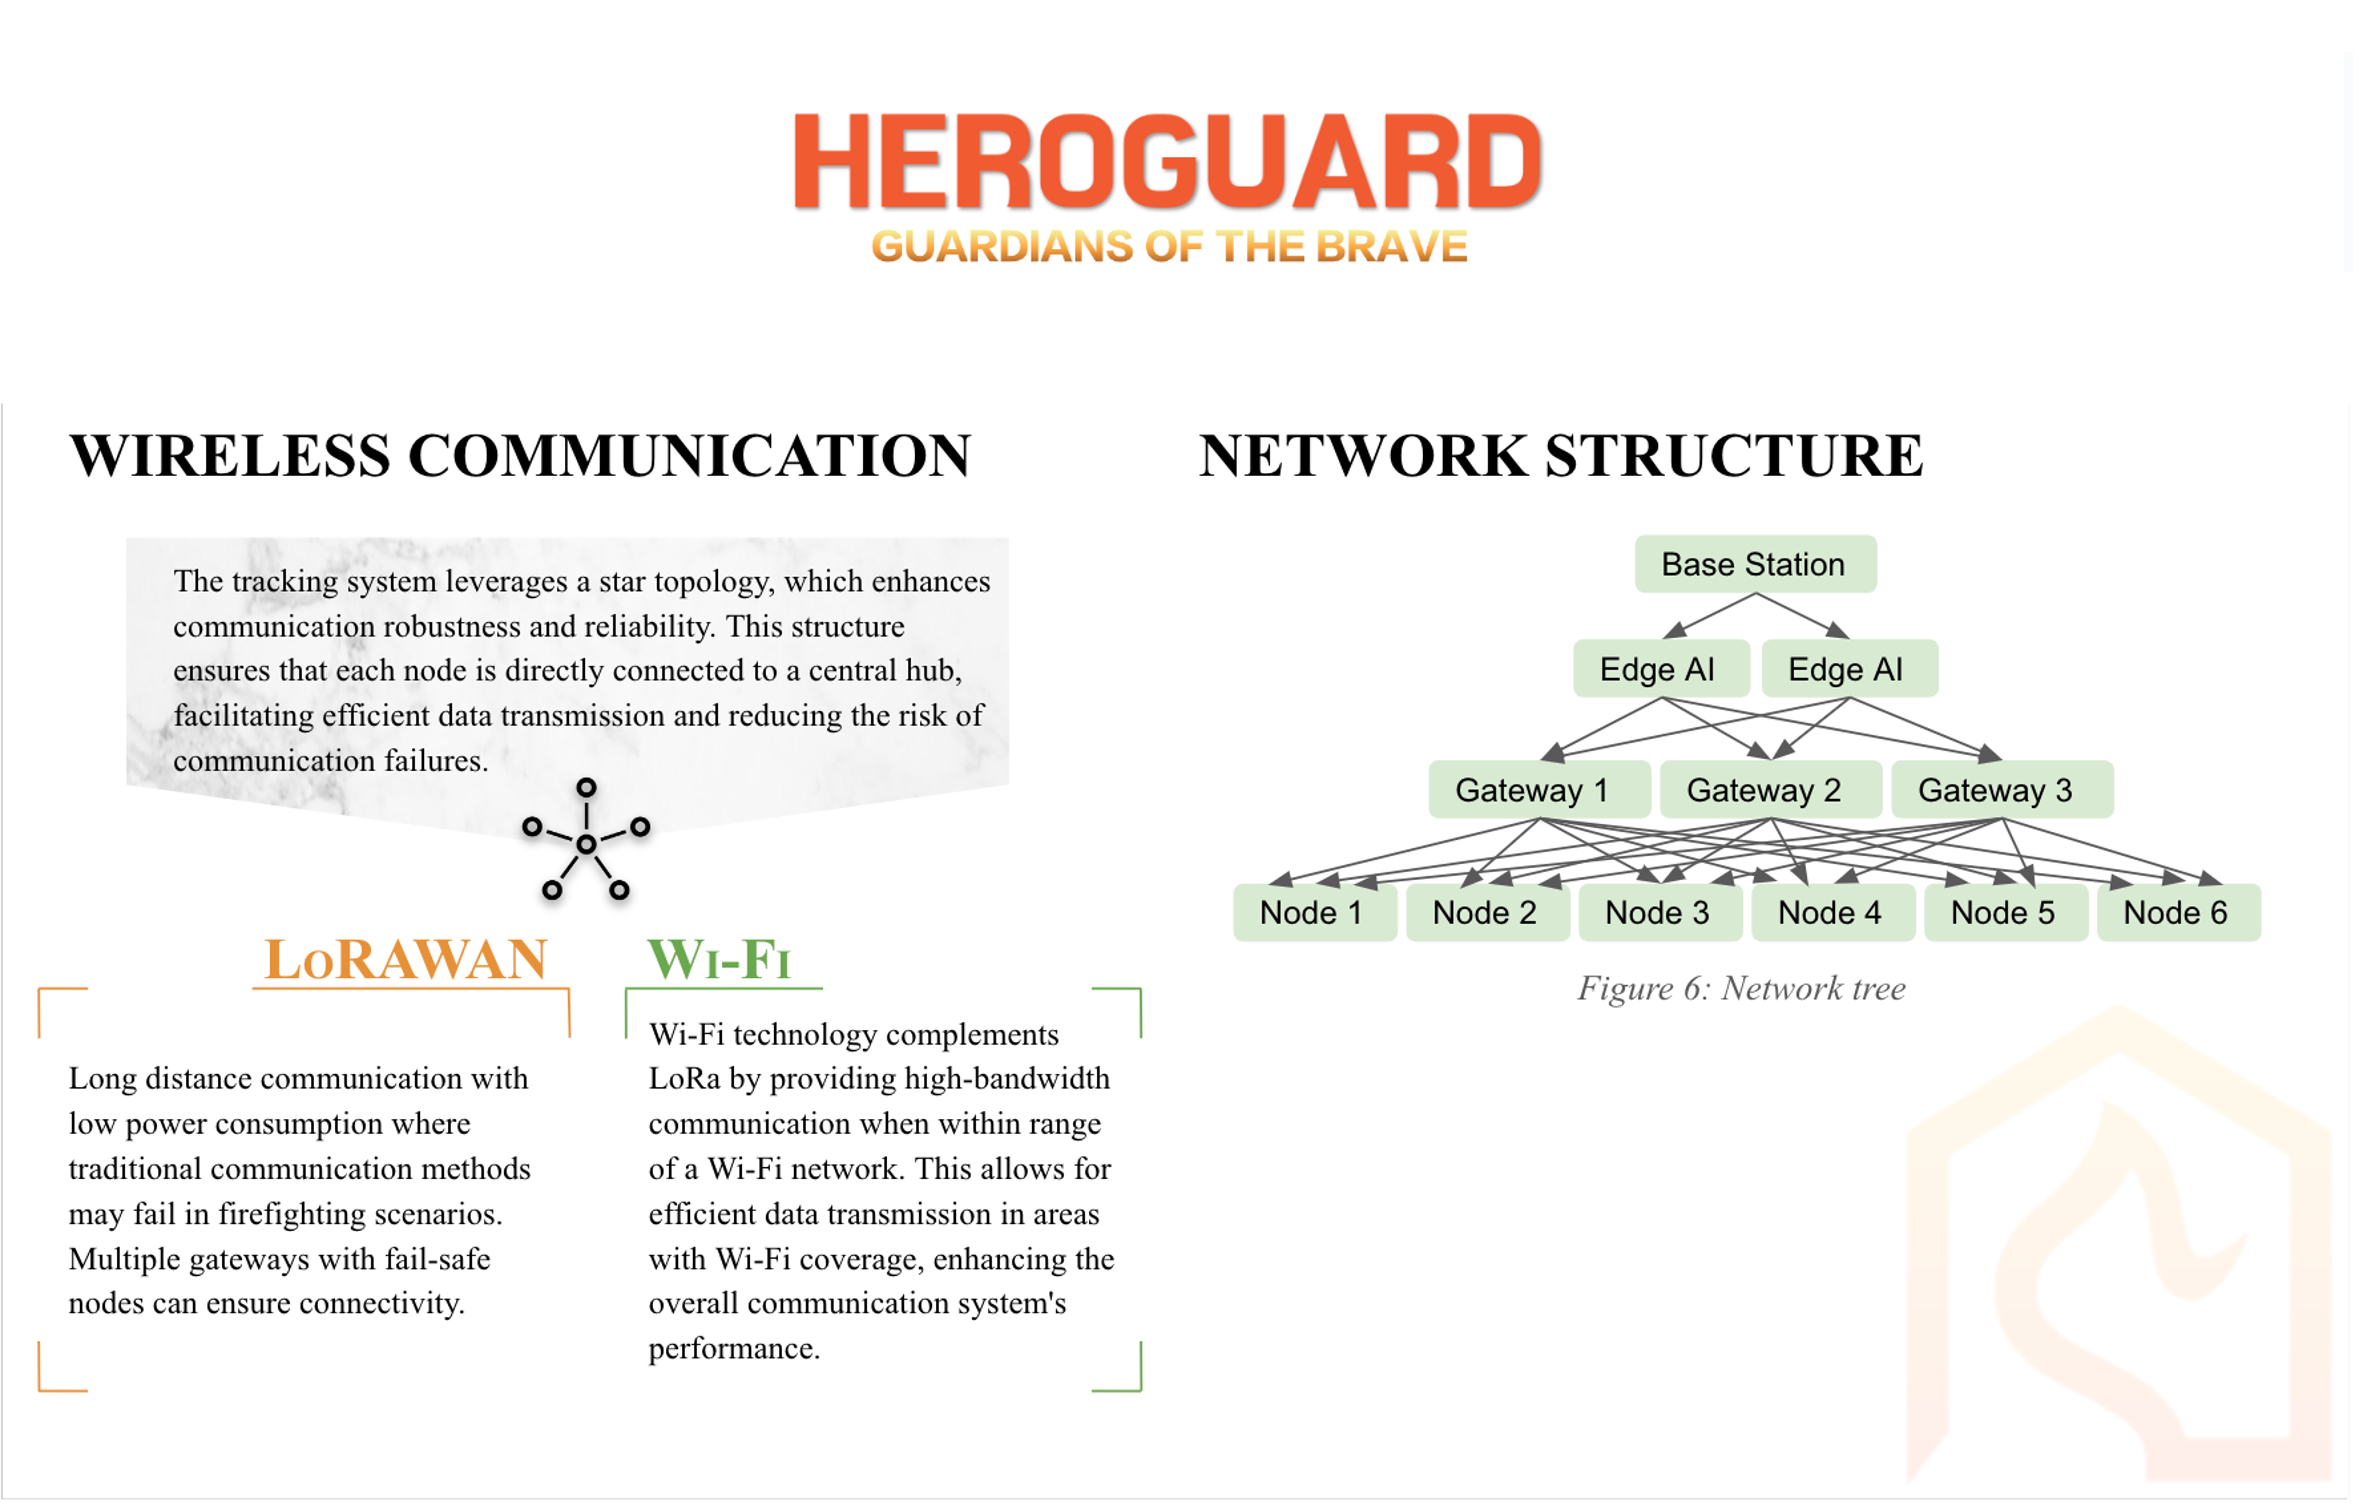 HEROGUARD
GUARDIANS OF THE BRAVE
WIRELESS COMMUNICATION
The tracking system leverages a star topology, which enhances
communication robustness and reliability. This structure
ensures that each node is directly connected to a central hub,
facilitating efficient data transmission and reducing the risk of
communication failures.
LORAWAN
Long distance communication with
low power consumption where
traditional communication methods
may fail in firefighting scenarios.
Multiple gateways with fail-safe
nodes can ensure connectivity.
WI-FI
Wi-Fi technology complements
LoRa by providing high-bandwidth
communication when within range
of a Wi-Fi network. This allows for
efficient data transmission in areas
with Wi-Fi coverage, enhancing the
overall communication system's
performance.
NETWORK STRUCTURE
Base Station
Edge AI Edge AI
Gateway 1 Gateway 2 Gateway 3
Node 1 Node 2 Node 3 Node 4 Node 5 Node 6
Figure 6: Network tree